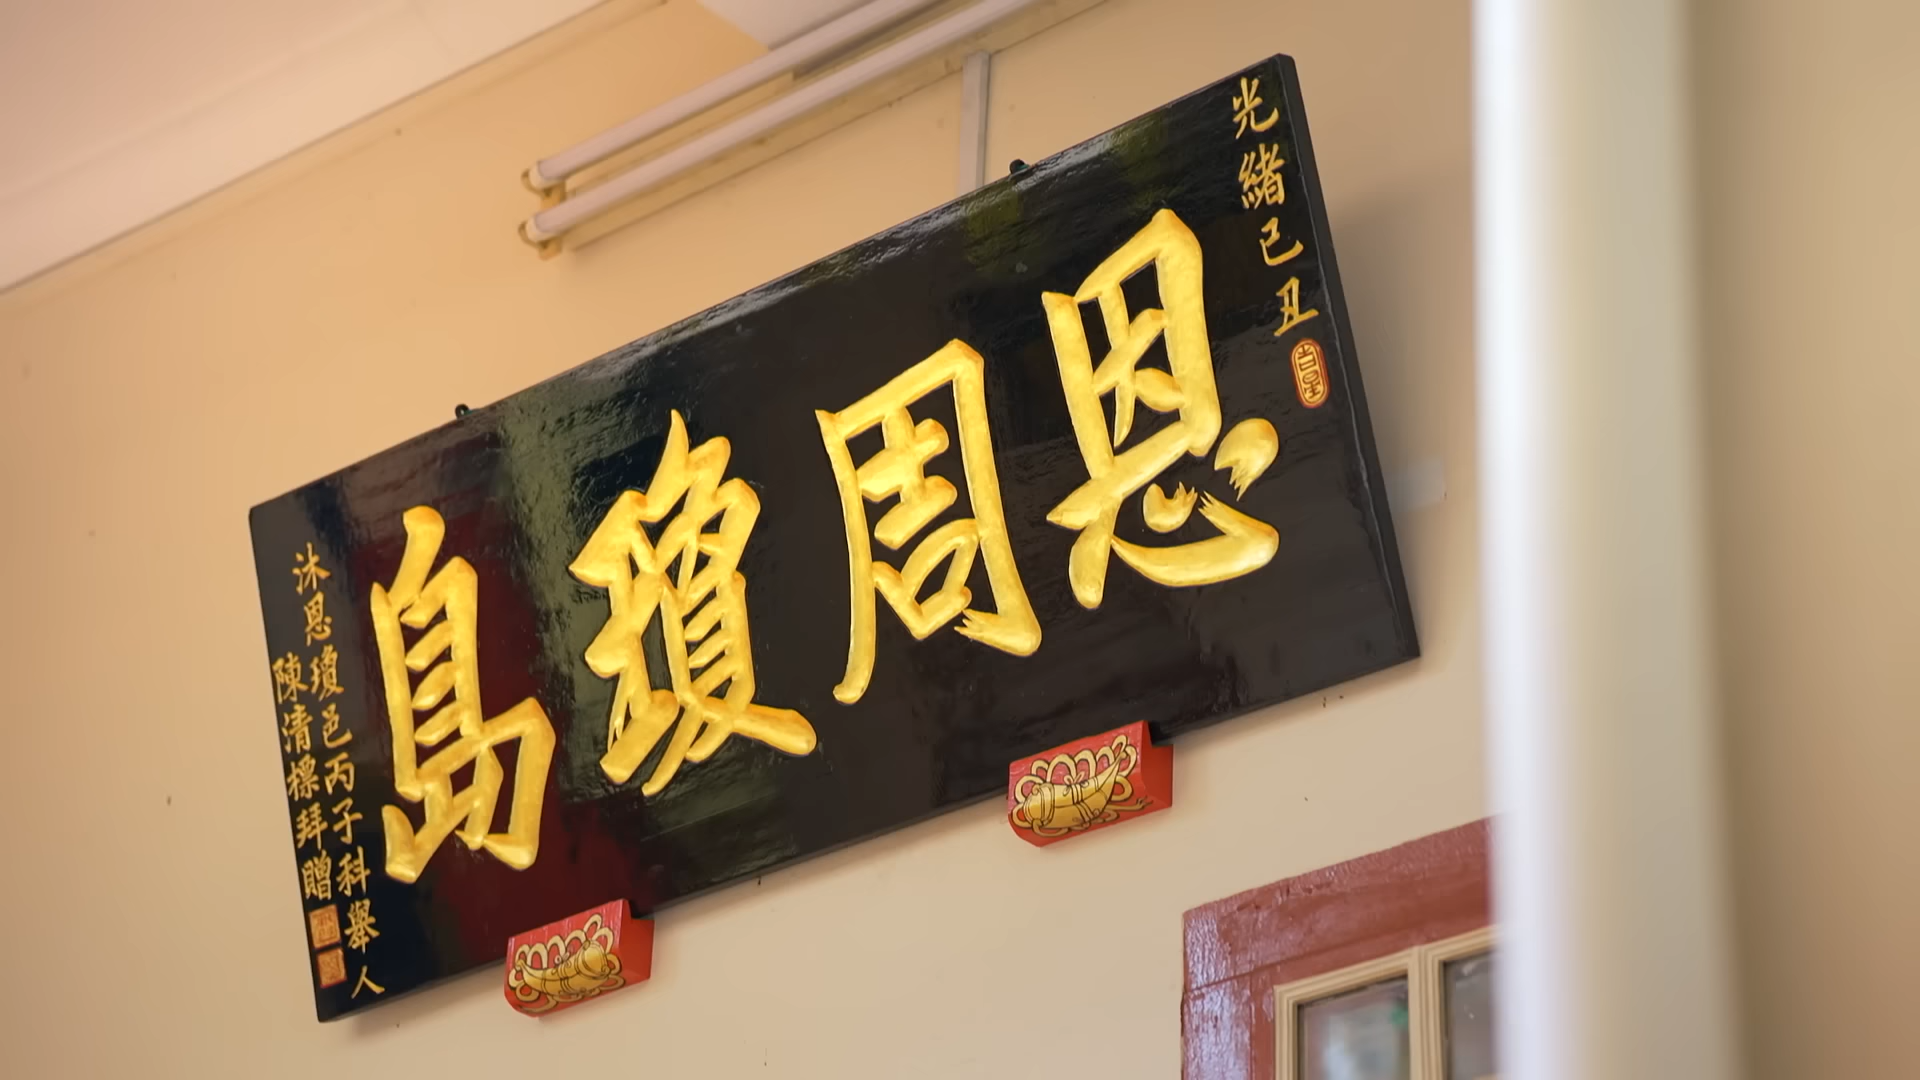 光緒己丑
恩周瓊島
沐恩瓊邑丙子科舉人
陳清標拜贈